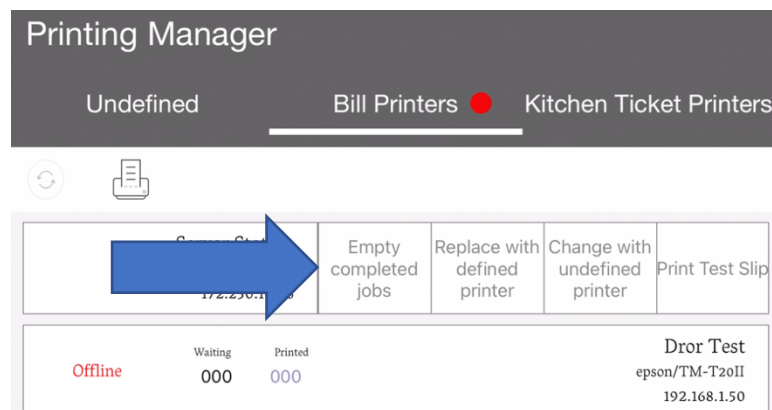 Printing Manager
Undefined Bill Printers Kitchen Ticket Printers
Empty completed jobs
Replace with defined printer
Change with undefined printer
Print Test Slip
Offline
Waiting
000
Printed
000
Dror Test
epson/TM-T20II
192.168.1.50